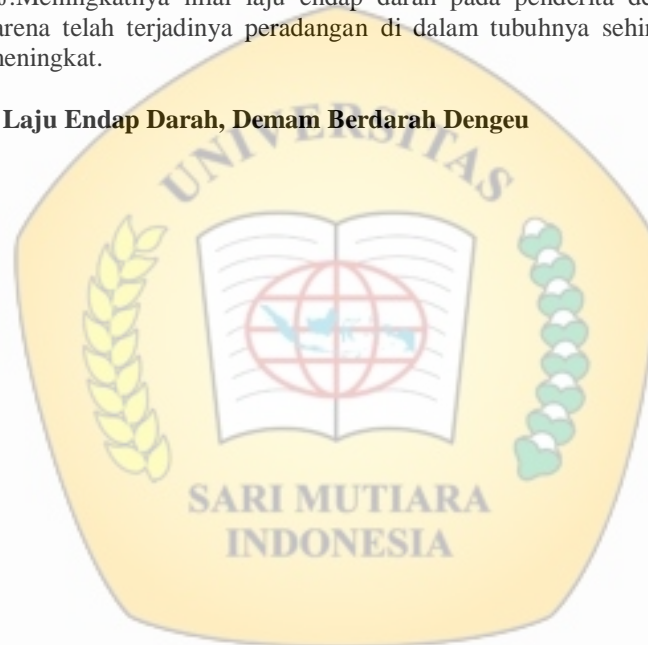 Meningkatnya nilai laju endap darah pada penderita
telah terjadinya peradangan di dalam tubuhnya
meningkat.
Laju Endap Darah, Demam Berdarah Dengeu
UNIVERSITAS
SARI MUTIARA
INDONESIA